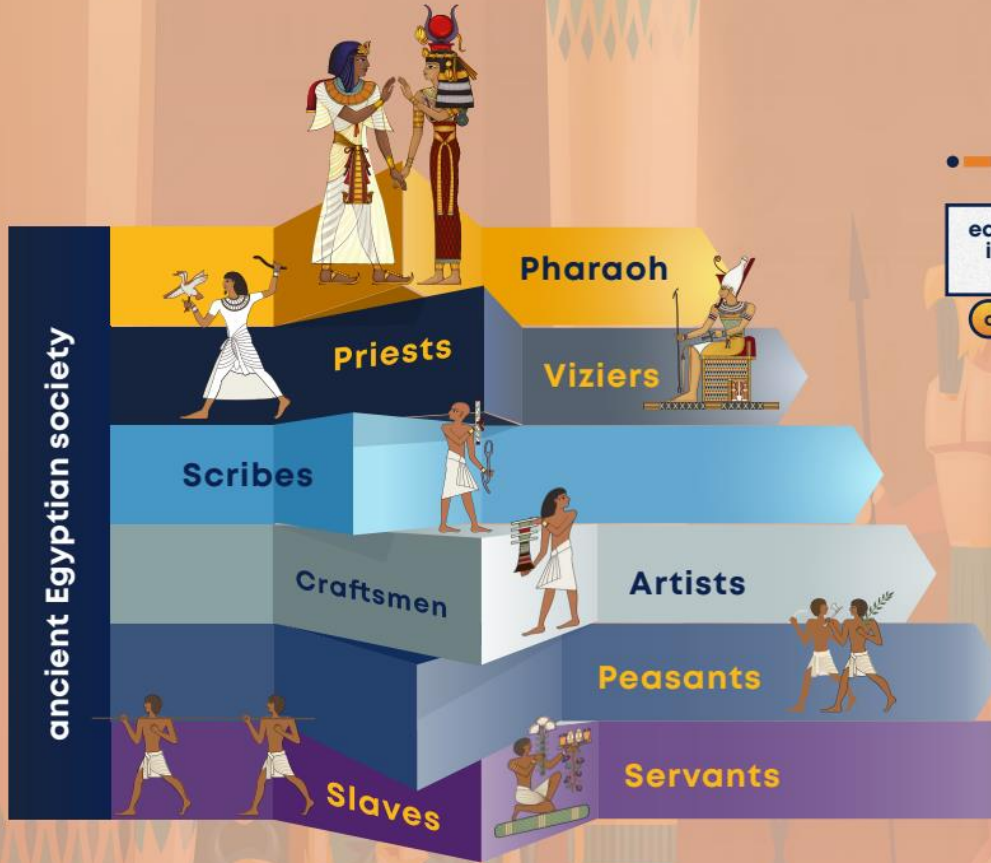 ancient Egyptian society
Pharaoh
Priests
Viziers
Scribes
Craftsmen
Artists
Peasants
Slaves
Servants